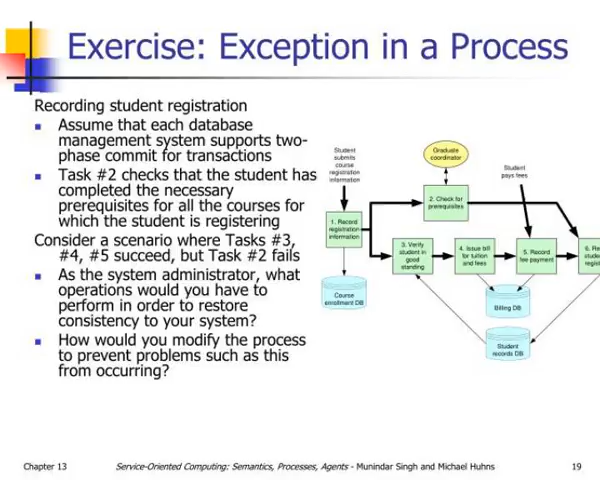 Exercise: Exception in a Process
Recording student registration
Assume that each database
management system supports two-
phase commit for transactions
Task #2 checks that the student has
completed the necessary
prerequisites for all the courses for
which the student is registering
Consider a scenario where Tasks #3,
#4, #5 succeed, but Task #2 fails
As the system administrator, what
operations would you have to
perform in order to restore
consistency to your system?
How would you modify the process
to prevent problems such as this
from occurring?
Student
submits
course
registration
information
Graduate
coordinator
Student
pays fees
2. Check for
prerequisites
1. Record
registration
information
3. Verify
student in
good
standing
4. Issue bill
for tuition
and fees
5. Record
fee payment
6. Re
stude
regist
Course
enrollment DB
Billing DB
Student
records DB
Chapter 13
Service-Oriented Computing: Semantics, Processes, Agents - Munindar Singh and Michael Huhns
19